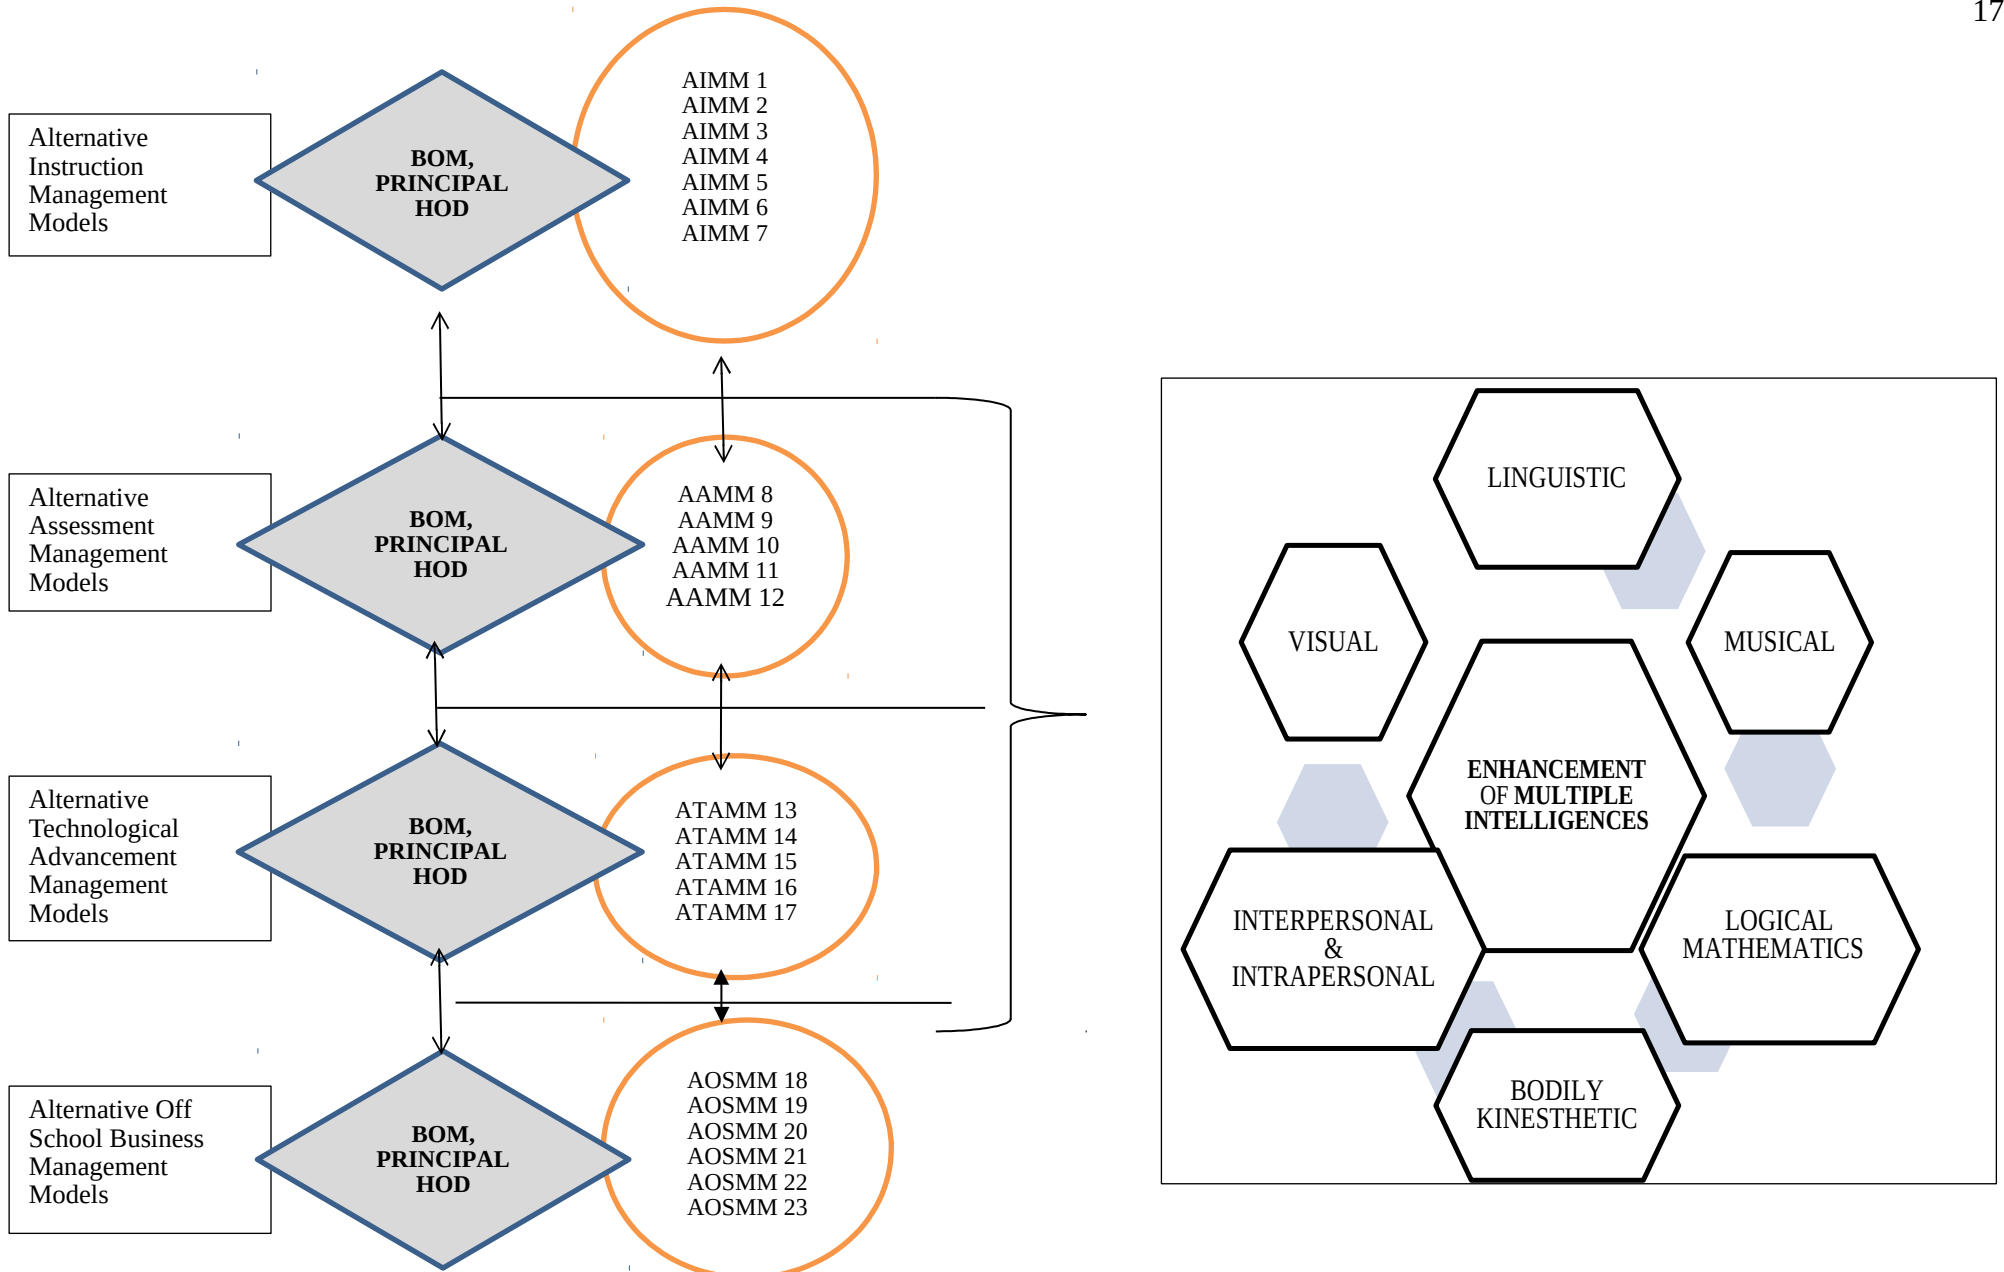 17
Alternative
Instruction
Management
Models
BOM,
PRINCIPAL
HOD
AIMM 1
AIMM 2
AIMM 3
AIMM 4
AIMM 5
AIMM 6
AIMM 7
Alternative
Assessment
Management
Models
BOM,
PRINCIPAL
HOD
AAMM 8
AAMM 9
AAMM 10
AAMM 11
AAMM 12
Alternative
Technological
Advancement
Management
Models
BOM,
PRINCIPAL
HOD
ATAMM 13
ATAMM 14
ATAMM 15
ATAMM 16
ATAMM 17
Alternative Off
School Business
Management
Models
BOM,
PRINCIPAL
HOD
AOSMM 18
AOSMM 19
AOSMM 20
AOSMM 21
AOSMM 22
AOSMM 23
LINGUISTIC
VISUAL
MUSICAL
ENHANCEMENT
OF MULTIPLE
INTELLIGENCES
INTERPERSONAL
&
INTRAPERSONAL
LOGICAL
MATHEMATICS
BODILY
KINESTHETIC